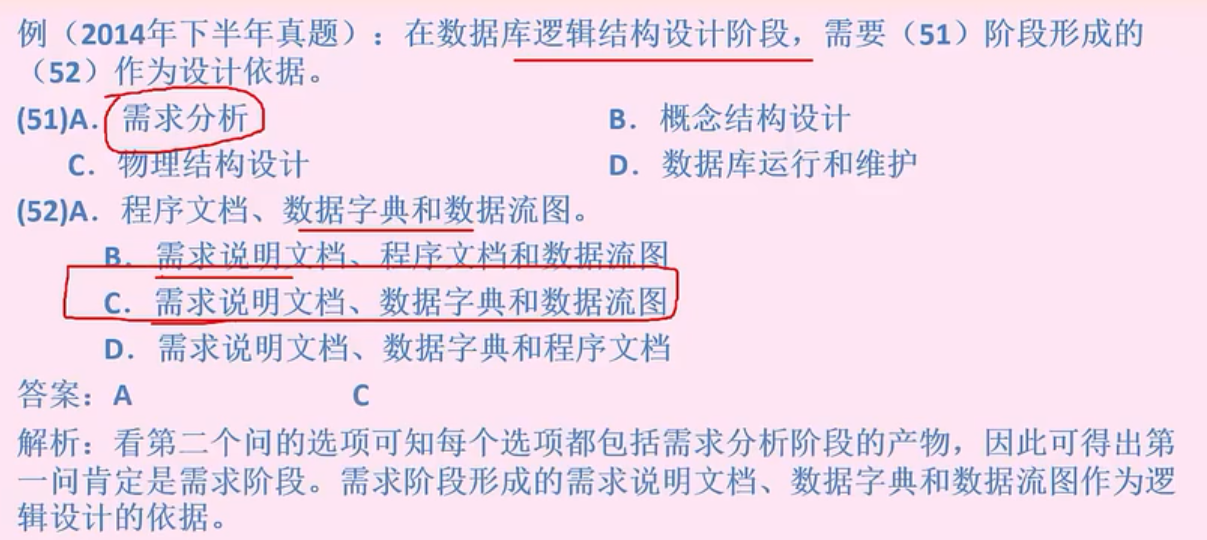 例（2014年下半年真题）：在数据库逻辑结构设计阶段，需要（51）阶段形成的
（52）作为设计依据。
(51)A．需求分析 B．概念结构设计
C．物理结构设计 D．数据库运行和维护
(52)A．程序文档、数据字典和数据流图。
B．需求说明文档、程序文档和数据流图
C．需求说明文档、数据字典和数据流图
D．需求说明文档、数据字典和程序文档
答案：A C
解析：看第二个问的选项可知每个选项都包括需求分析阶段的产物，因此可得出第
一问肯定是需求阶段。需求阶段形成的需求说明文档、数据字典和数据流图作为逻
辑设计的依据。